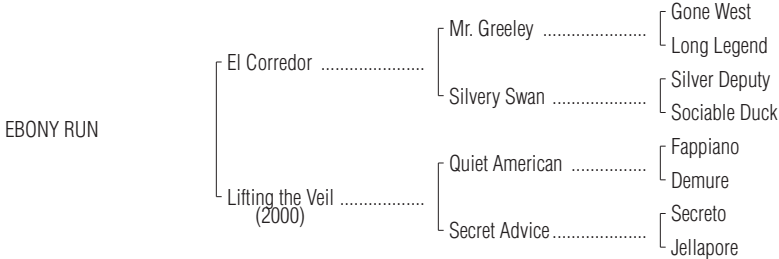 Gone West
Mr. Greeley ......................
Long Legend
El Corredor ......................
Silver Deputy
Silvery Swan ....................
Sociable Duck
EBONY RUN
Fappiano
Quiet American ................
Demure
Lifting the Veil ..................
(2000)
Secreto
Secret Advice....................
Jellapore